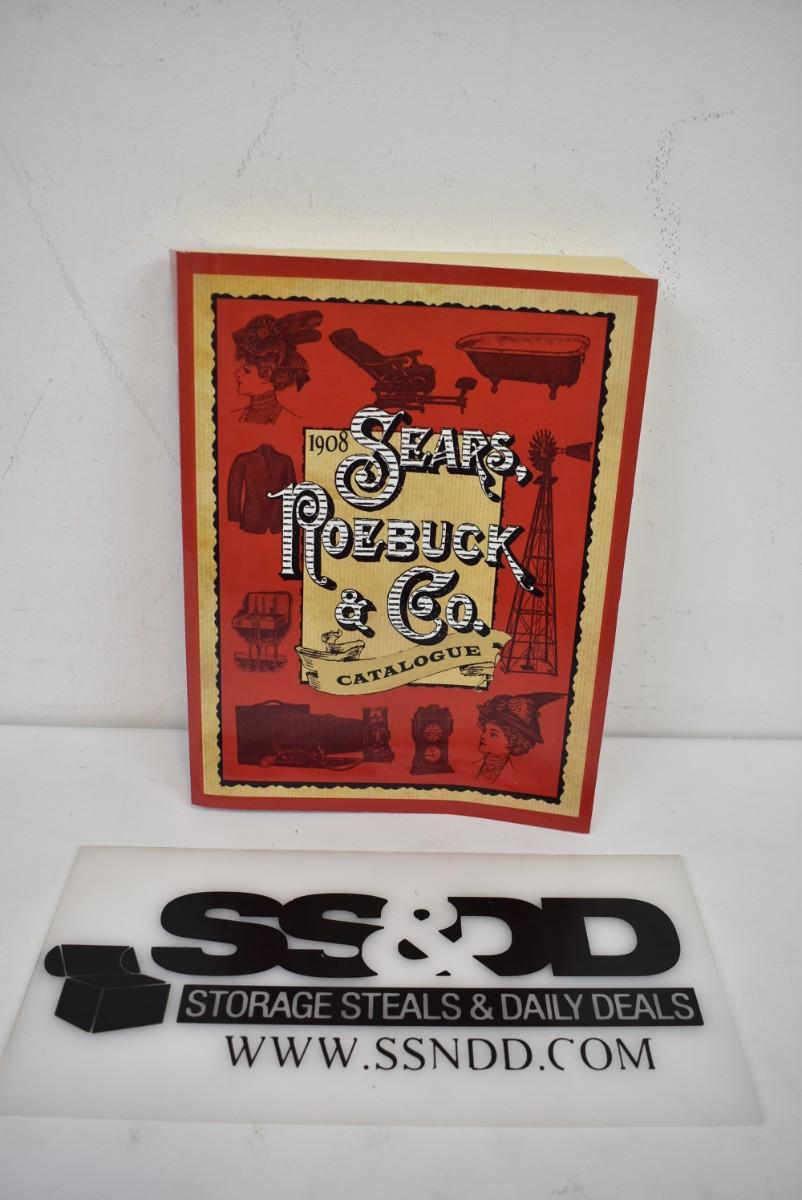 1908 SEARS,
ROEBUCK
& CO.
CATALOGUE
SS&DD
STORAGE STEALS & DAILY DEALS
WWW.SSNDD.COM